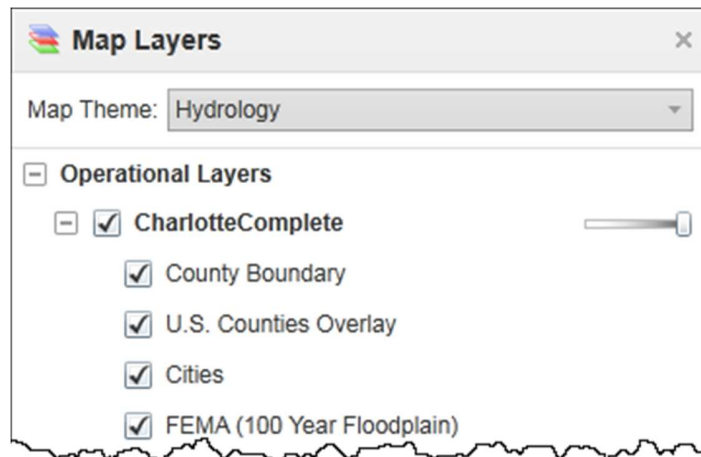 Map Layers
Map Theme: Hydrology
Operational Layers
CharlotteComplete
County Boundary
U.S. Counties Overlay
Cities
FEMA (100 Year Floodplain)